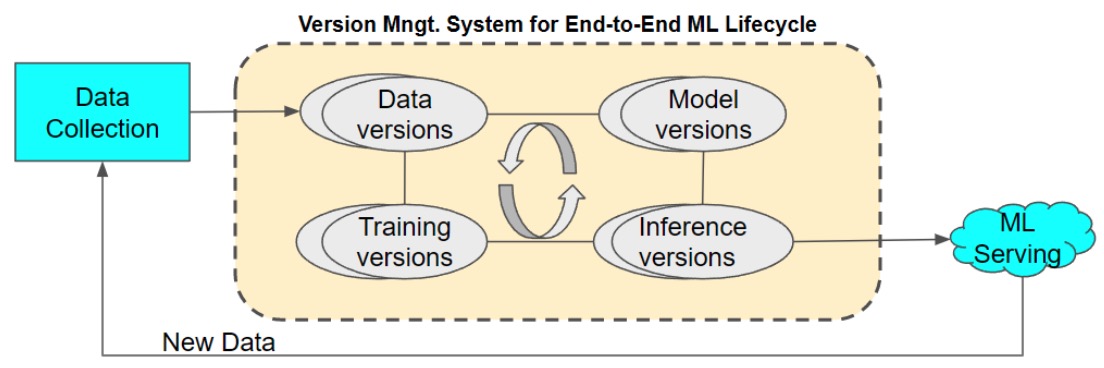 Version Mngt. System for End-to-End ML Lifecycle
Data
Collection
Data
versions
Model
versions
Training
versions
Inference
versions
ML
Serving
New Data